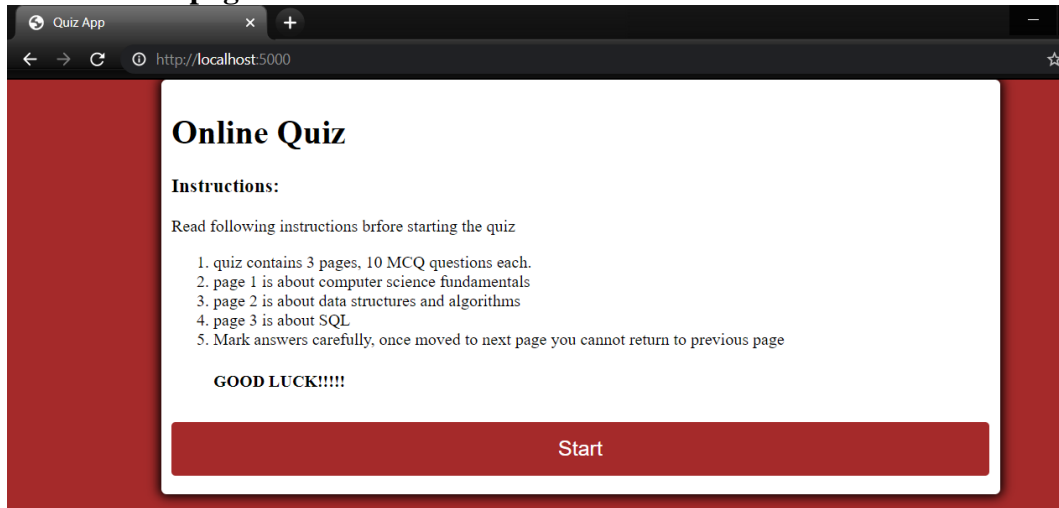 Quiz App
http://localhost:5000
Online Quiz
Instructions:
Read following instructions brfore starting the quiz
1. quiz contains 3 pages, 10 MCQ questions each.
2. page 1 is about computer science fundamentals
3. page 2 is about data structures and algorithms
4. page 3 is about SQL
5. Mark answers carefully, once moved to next page you cannot return to previous page
GOOD LUCK!!!!!
Start